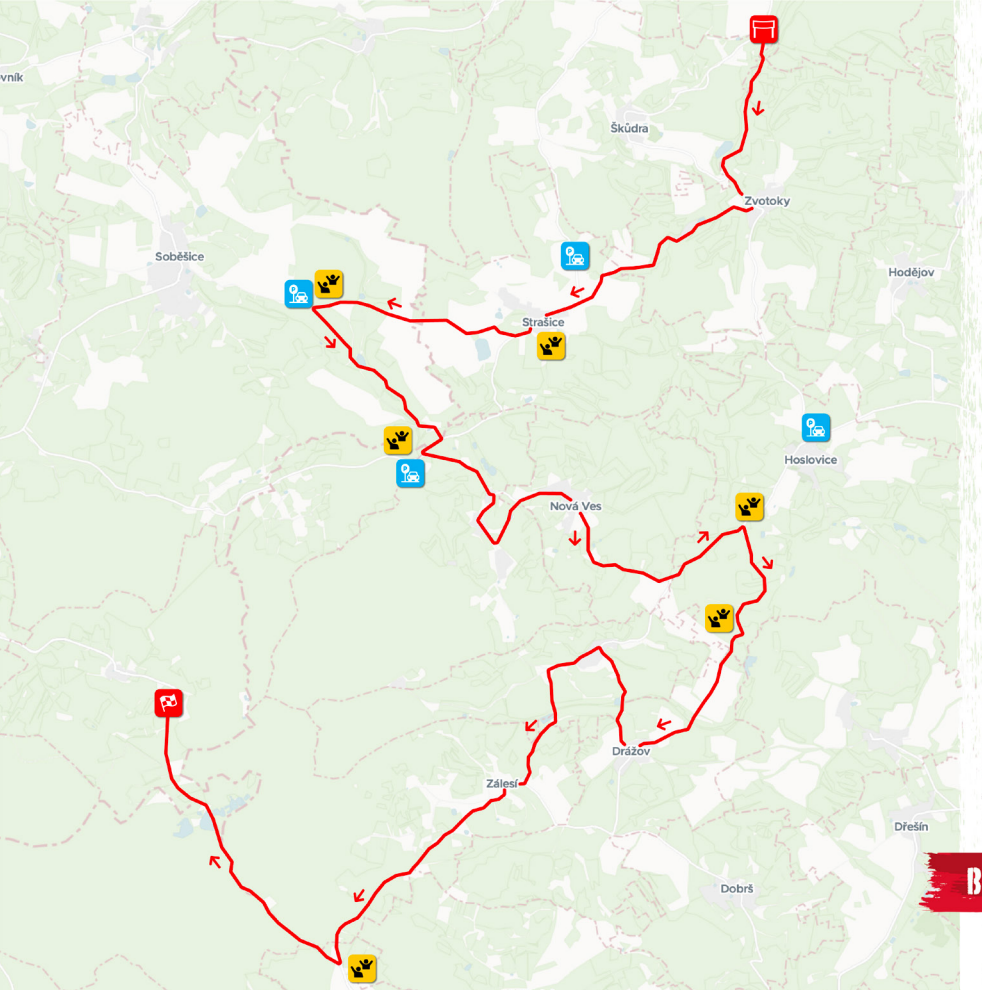 vník
Škůdra
Zvotoky
Soběšice
Hodějov
Strašice
Hoslovice
Nová Ves
Drážov
Zálesí
Dřešín
Dobrš
B